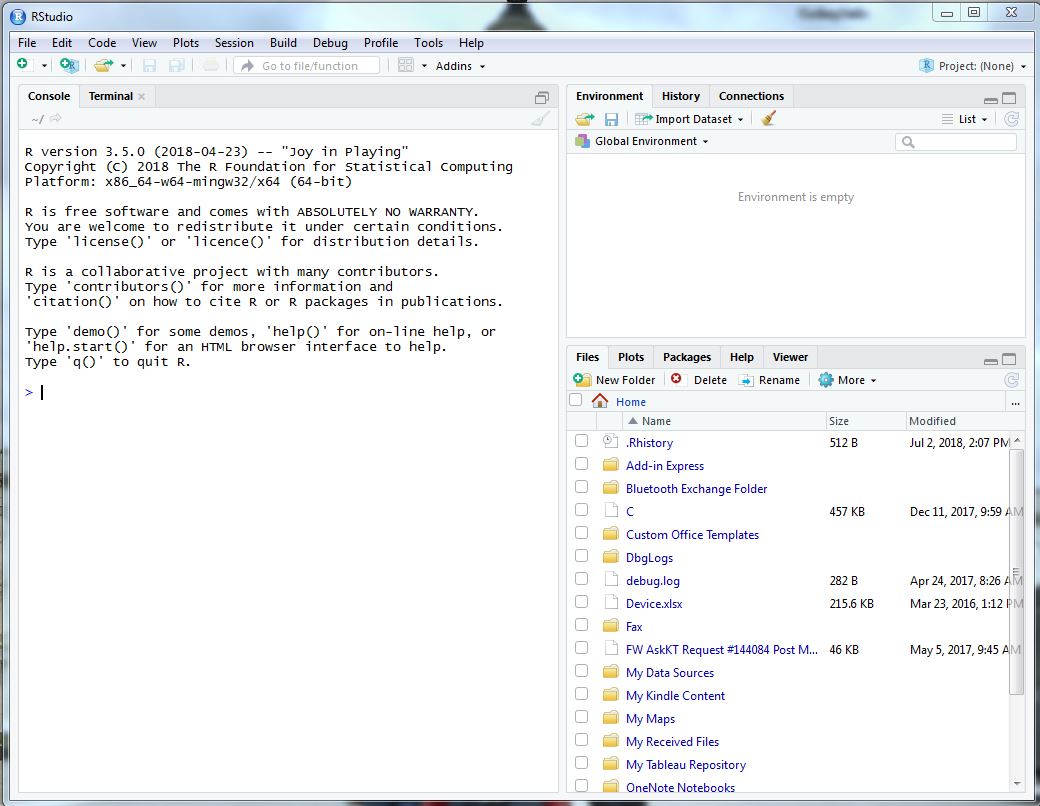 RStudio
File Edit Code View Plots Session Build Debug Profile Tools Help
Go to file/function Addins Project: (None)
Console Terminal
~/
R version 3.5.0 (2018-04-23) -- "Joy in Playing"
Copyright (C) 2018 The R Foundation for Statistical Computing
Platform: x86_64-w64-mingw32/x64 (64-bit)
R is free software and comes with ABSOLUTELY NO WARRANTY.
You are welcome to redistribute it under certain conditions.
Type 'license()' or 'licence()' for distribution details.
R is a collaborative project with many contributors.
Type 'contributors()' for more information and
'citation()' on how to cite R or R packages in publications.
Type 'demo()' for some demos, 'help()' for on-line help, or
'help.start()' for an HTML browser interface to help.
Type 'q()' to quit R.
>
Environment History Connections
Import Dataset List
Global Environment
Environment is empty
Files Plots Packages Help Viewer
New Folder Delete Rename More
Home ...
Name Size Modified
.Rhistory 512 B Jul 2, 2018, 2:07 PM
Add-in Express
Bluetooth Exchange Folder
C 457 KB Dec 11, 2017, 9:59 AM
Custom Office Templates
DbgLogs
debug.log 282 B Apr 24, 2017, 8:26 AM
Device.xlsx 215.6 KB Mar 23, 2016, 1:12 PM
Fax
FW AskKT Request #144084 Post M... 46 KB May 5, 2017, 9:45 AM
My Data Sources
My Kindle Content
My Maps
My Received Files
My Tableau Repository
OneNote Notebooks